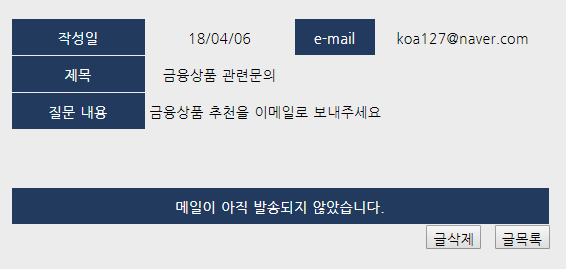 작성일 18/04/06 e-mail koa127@naver.com
제목 금융상품 관련문의
질문 내용 금융상품 추천을 이메일로 보내주세요
메일이 아직 발송되지 않았습니다.
글삭제 글목록